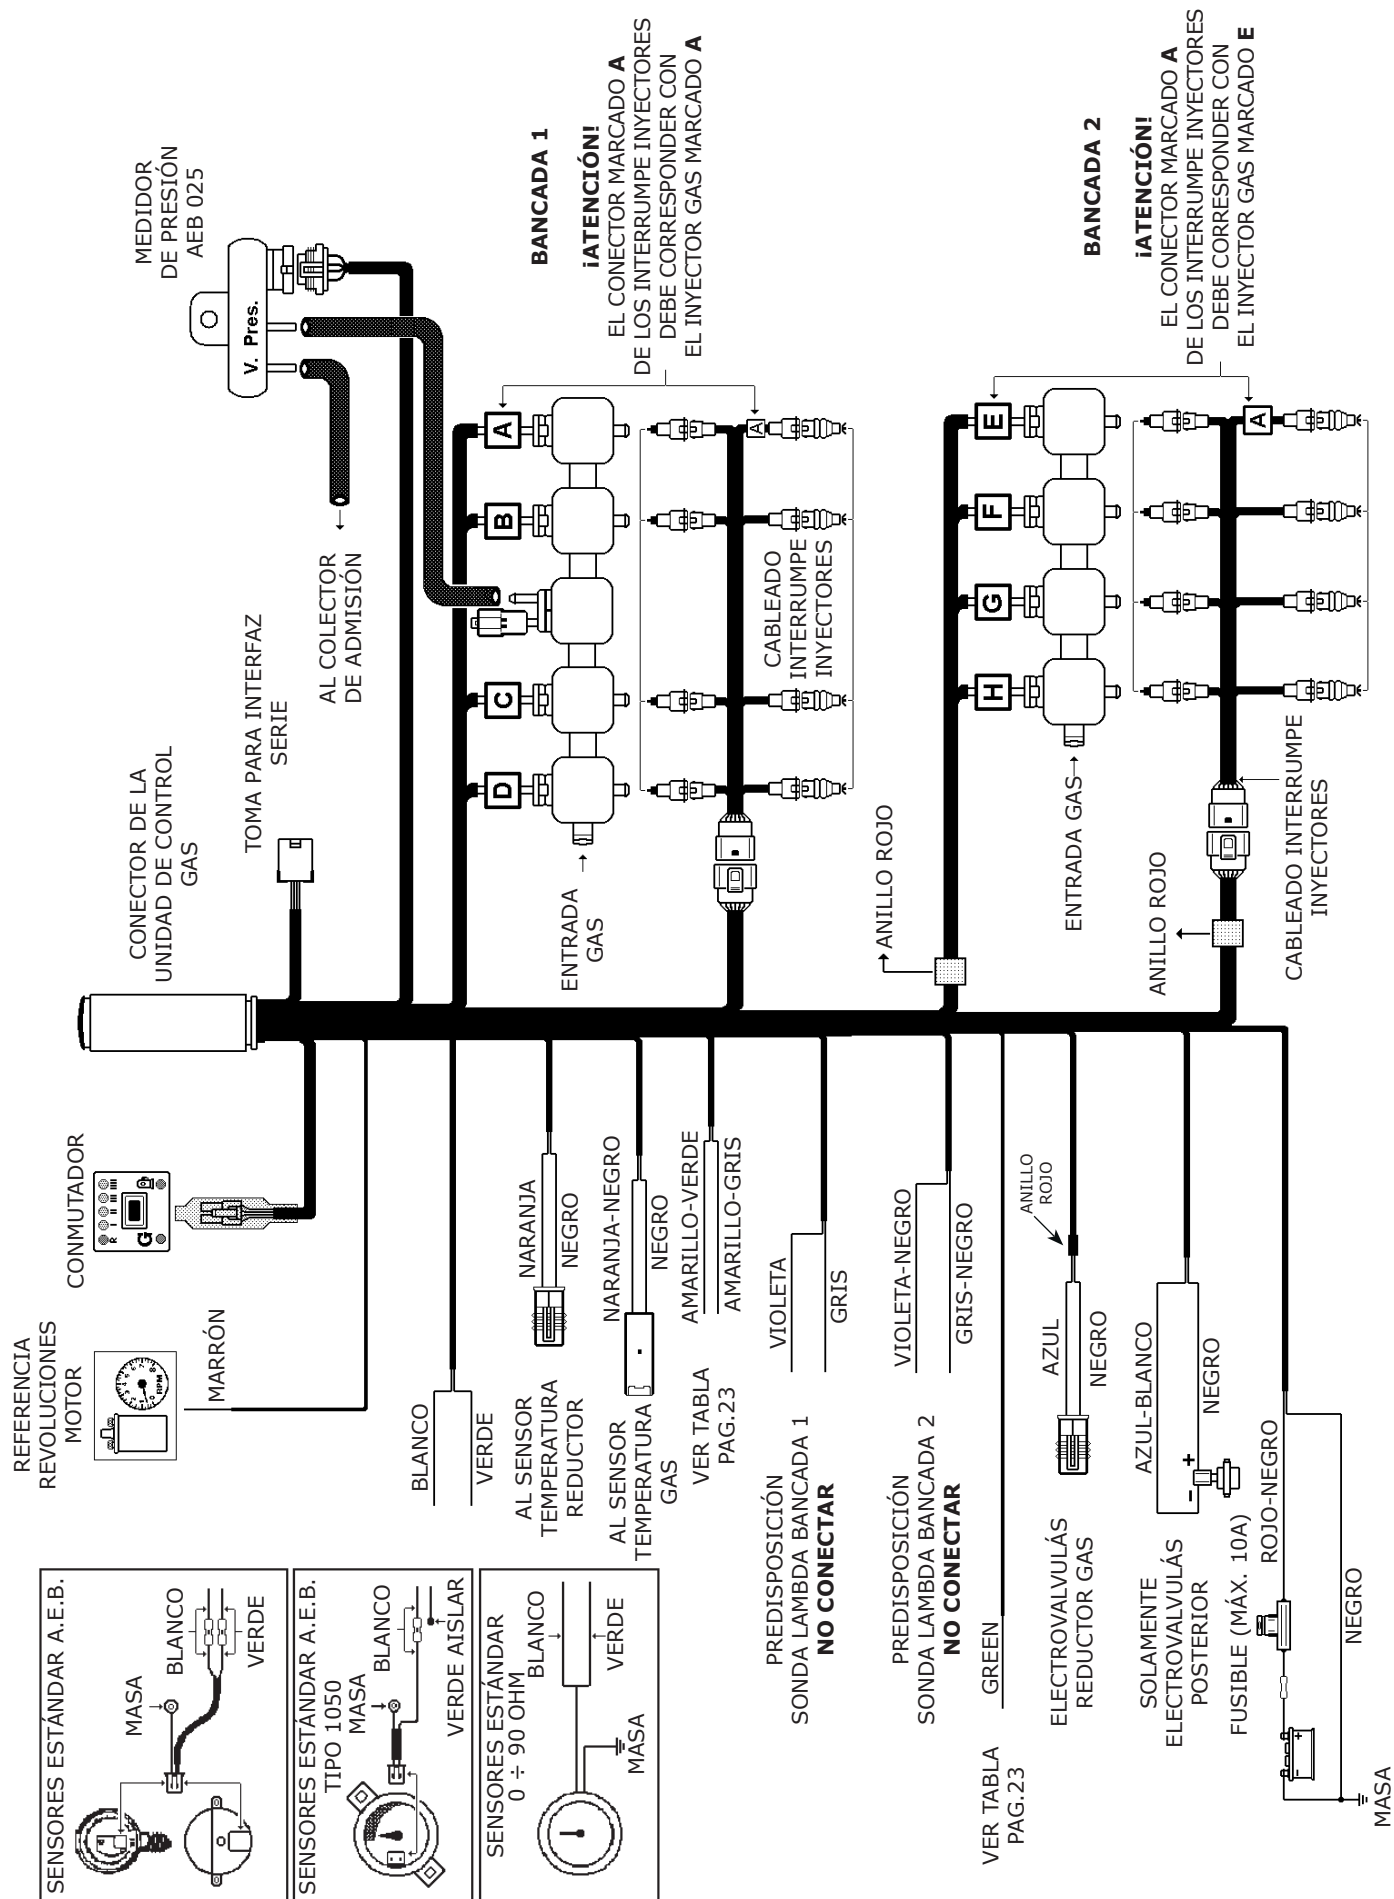 SENSORES ESTÁNDAR A.E.B.
MASA
BLANCO
VERDE
SENSORES ESTÁNDAR A.E.B.
TIPO 1050
MASA
BLANCO
VERDE AISLAR
SENSORES ESTÁNDAR
0 ÷ 90 OHM
BLANCO
VERDE
MASA
REFERENCIA
REVOLUCIONES
MOTOR
RPM
MARRÓN
CONMUTADOR
R
I
II
III
IIII
G
CONECTOR DE LA
UNIDAD DE CONTROL
GAS
TOMA PARA INTERFAZ
SERIE
AL COLECTOR
DE ADMISIÓN
MEDIDOR
DE PRESIÓN
AEB 025
V. Pres.
BLANCO
VERDE
AL SENSOR
TEMPERATURA
REDUCTOR
NARANJA
NEGRO
AL SENSOR
TEMPERATURA
GAS
NARANJA-NEGRO
NEGRO
VER TABLA
PAG.23
AMARILLO-VERDE
AMARILLO-GRIS
PREDISPOSICIÓN
SONDA LAMBDA BANCADA 1
NO CONECTAR
VIOLETA
GRIS
PREDISPOSICIÓN
SONDA LAMBDA BANCADA 2
NO CONECTAR
VIOLETA-NEGRO
GRIS-NEGRO
VER TABLA
PAG.23
GREEN
ELECTROVALVULÁS
REDUCTOR GAS
AZUL
NEGRO
ANILLO
ROJO
SOLAMENTE
ELECTROVALVULÁS
POSTERIOR
AZUL-BLANCO
NEGRO
- +
FUSIBLE (MÁX. 10A)
ROJO-NEGRO
NEGRO
- +
MASA
D
C
B
A
ENTRADA
GAS
A
CABLEADO
INTERRUMPE
INYECTORES
BANCADA 1
¡ATENCIÓN!
EL CONECTOR MARCADO A
DE LOS INTERRUMPE INYECTORES
DEBE CORRESPONDER CON
EL INYECTOR GAS MARCADO A
ANILLO ROJO
H
G
F
E
ENTRADA GAS
A
ANILLO ROJO
CABLEADO INTERRUMPE
INYECTORES
BANCADA 2
¡ATENCIÓN!
EL CONECTOR MARCADO A
DE LOS INTERRUMPE INYECTORES
DEBE CORRESPONDER CON
EL INYECTOR GAS MARCADO E